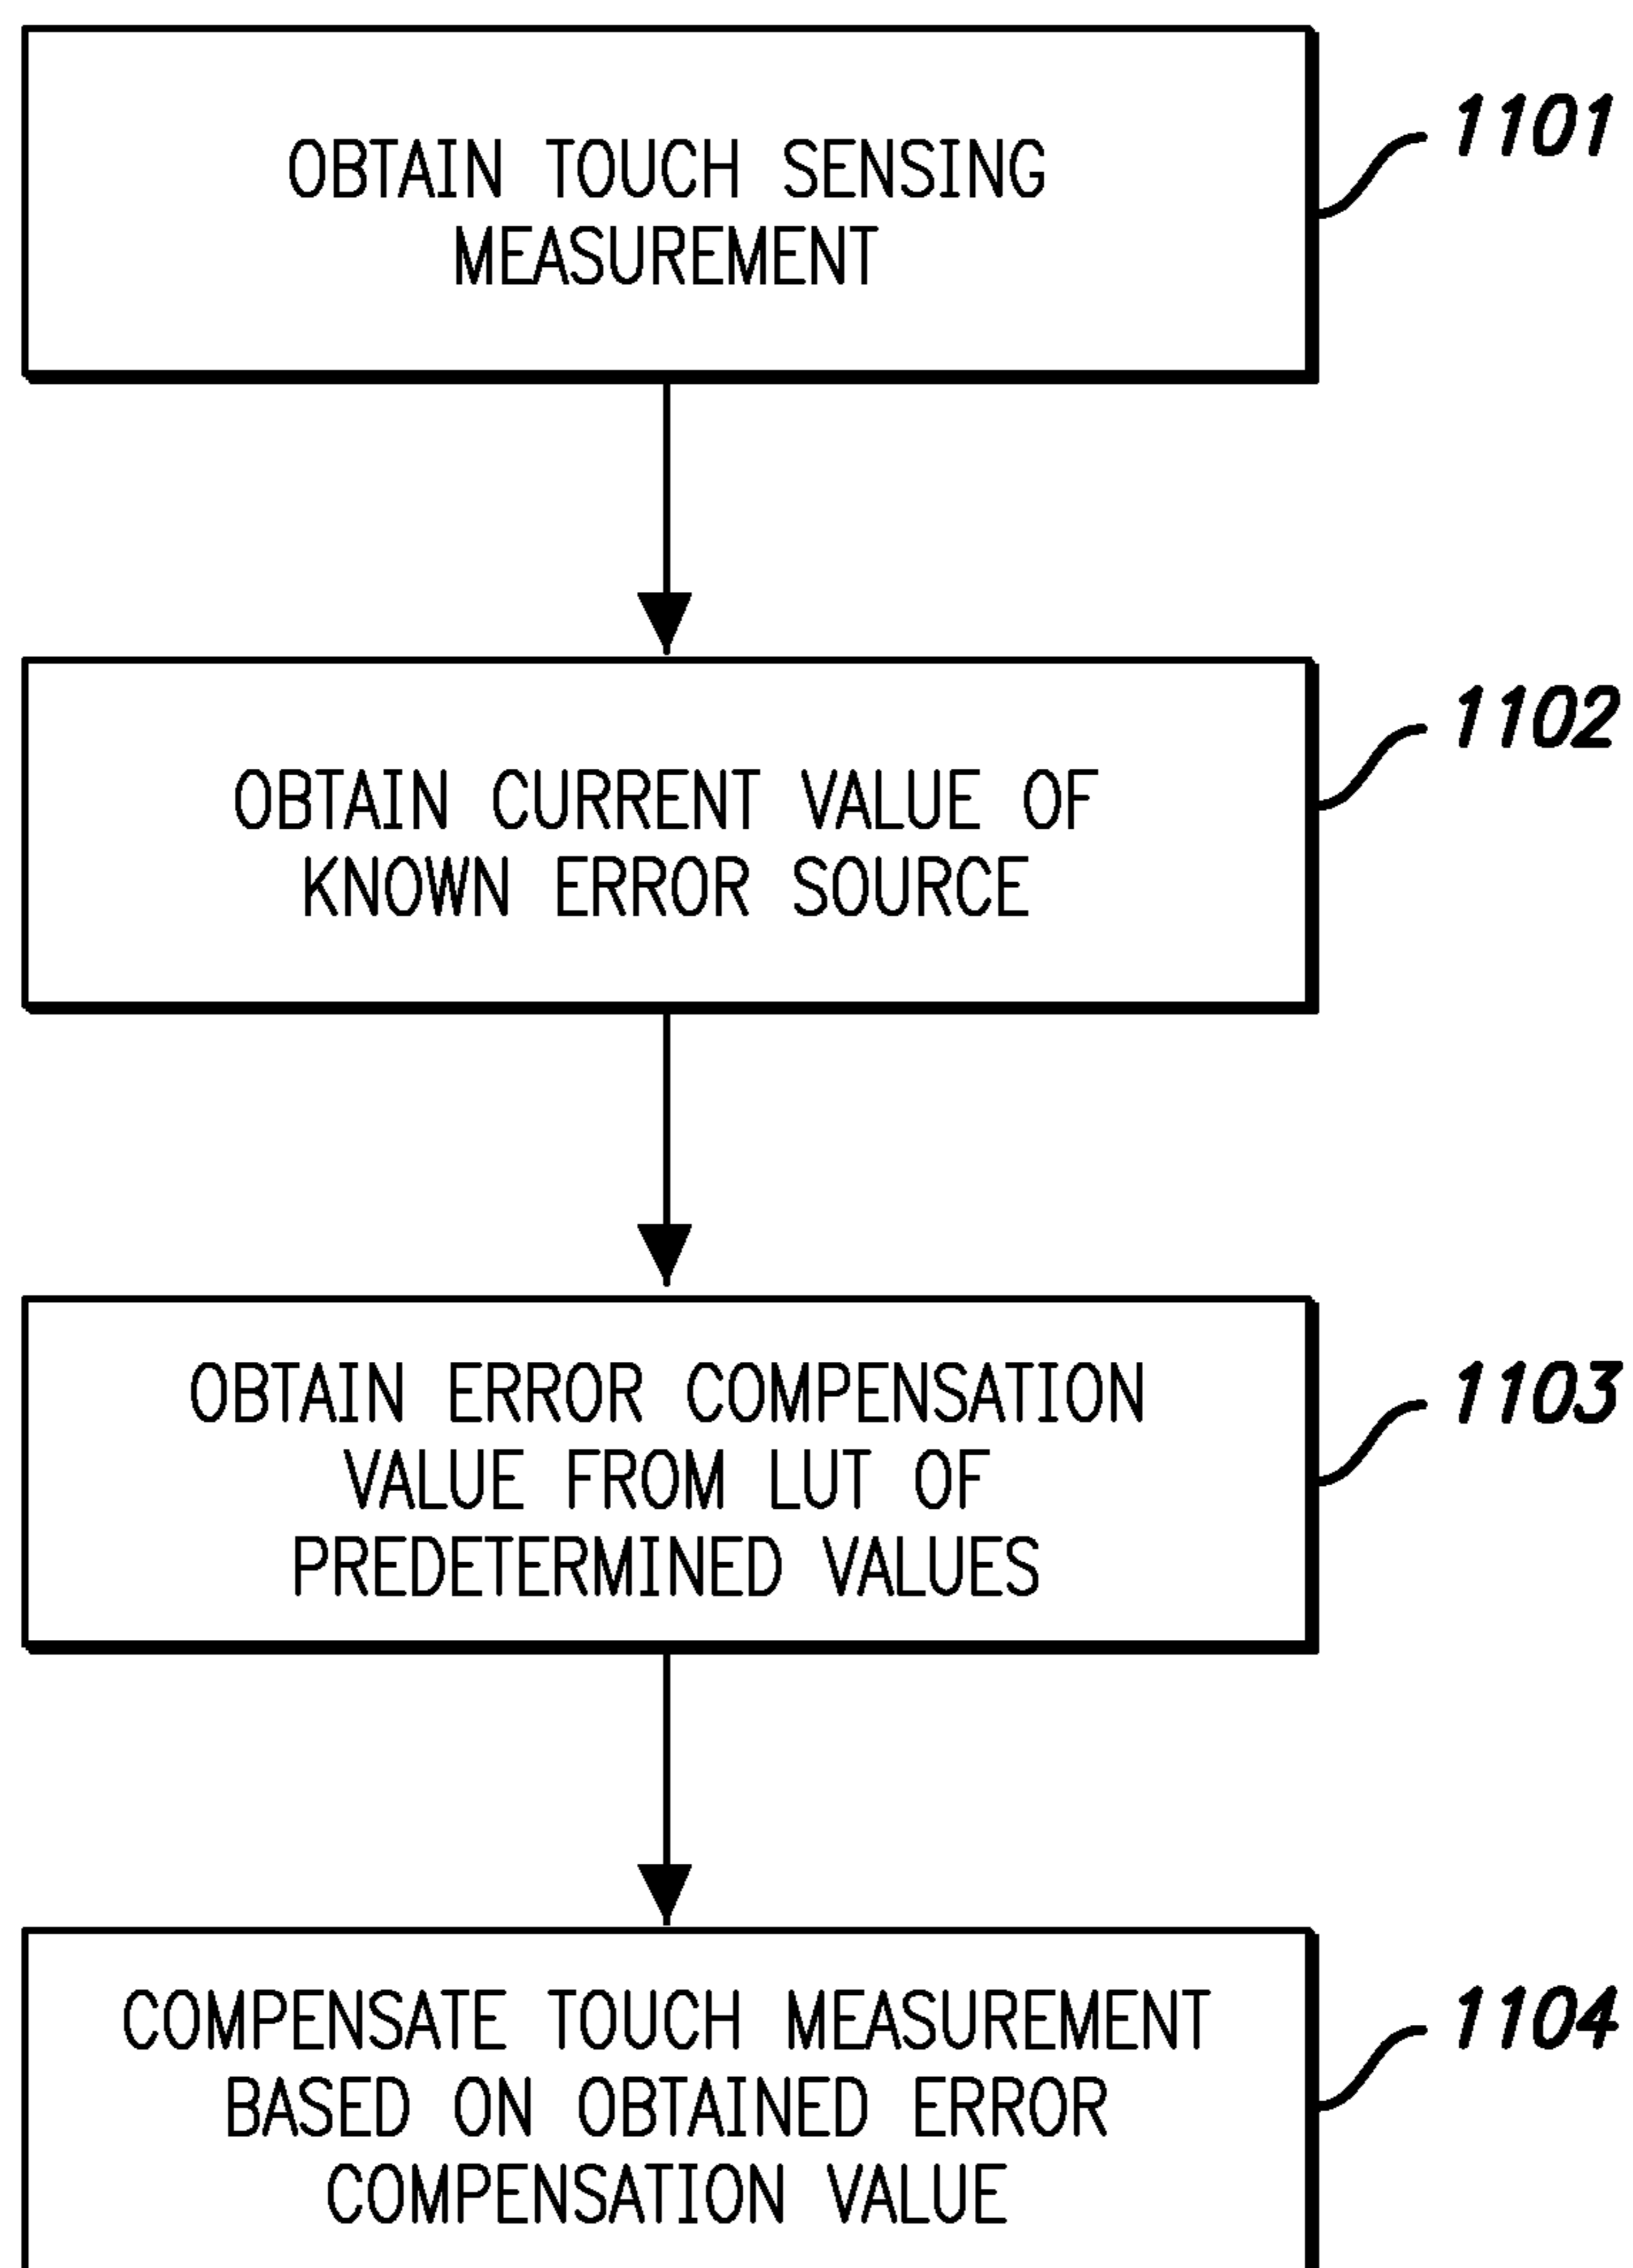 OBTAIN TOUCH SENSING
MEASUREMENT
1101
OBTAIN CURRENT VALUE OF
KNOWN ERROR SOURCE
1102
OBTAIN ERROR COMPENSATION
VALUE FROM LUT OF
PREDETERMINED VALUES
1103
COMPENSATE TOUCH MEASUREMENT
BASED ON OBTAINED ERROR
COMPENSATION VALUE
1104